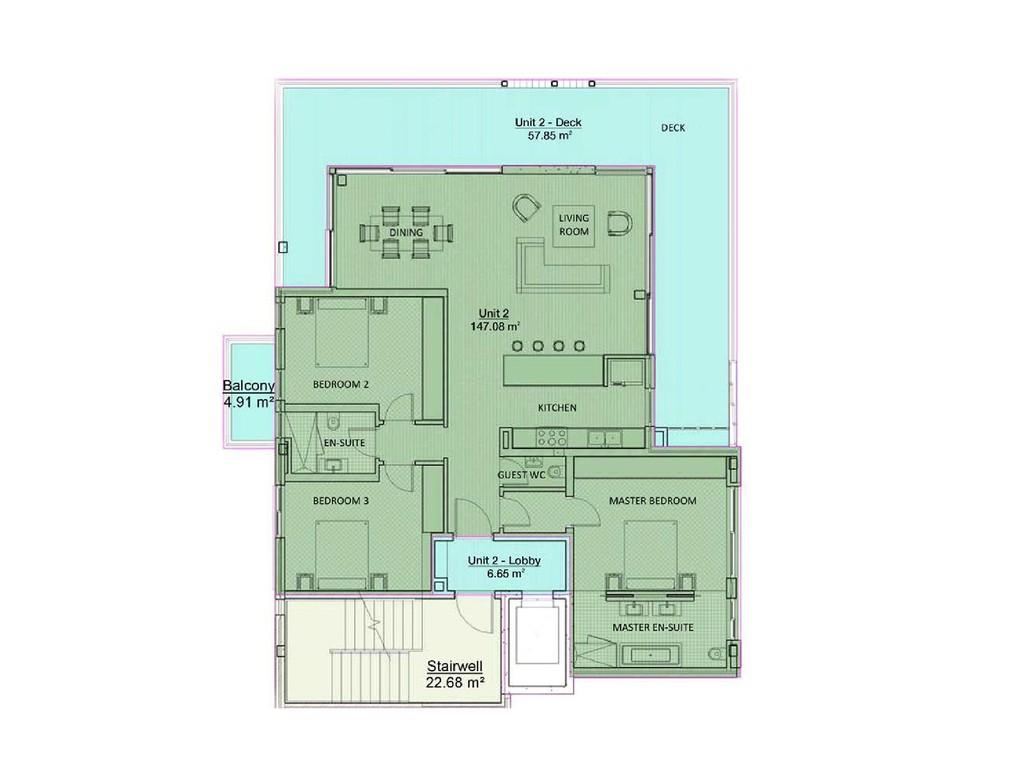 Unit 2 - Deck
57.85 m²
DECK
LIVING
ROOM
DINING
Unit 2
147.08 m²
BEDROOM 2
Balcony
4.91 m²
KITCHEN
EN-SUITE
GUEST WC
BEDROOM 3
MASTER BEDROOM
Unit 2 - Lobby
6.65 m²
MASTER EN-SUITE
Stairwell
22.68 m²